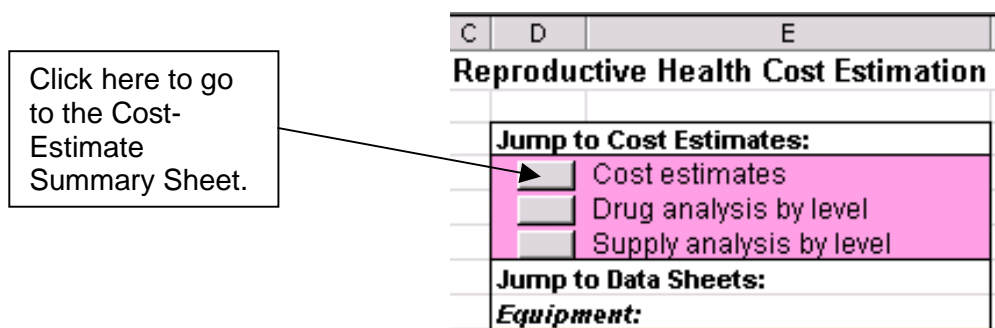 Click here to go
to the Cost-
Estimate
Summary Sheet.
C D E
Reproductive Health Cost Estimation
Jump to Cost Estimates:
Cost estimates
Drug analysis by level
Supply analysis by level
Jump to Data Sheets:
Equipment: